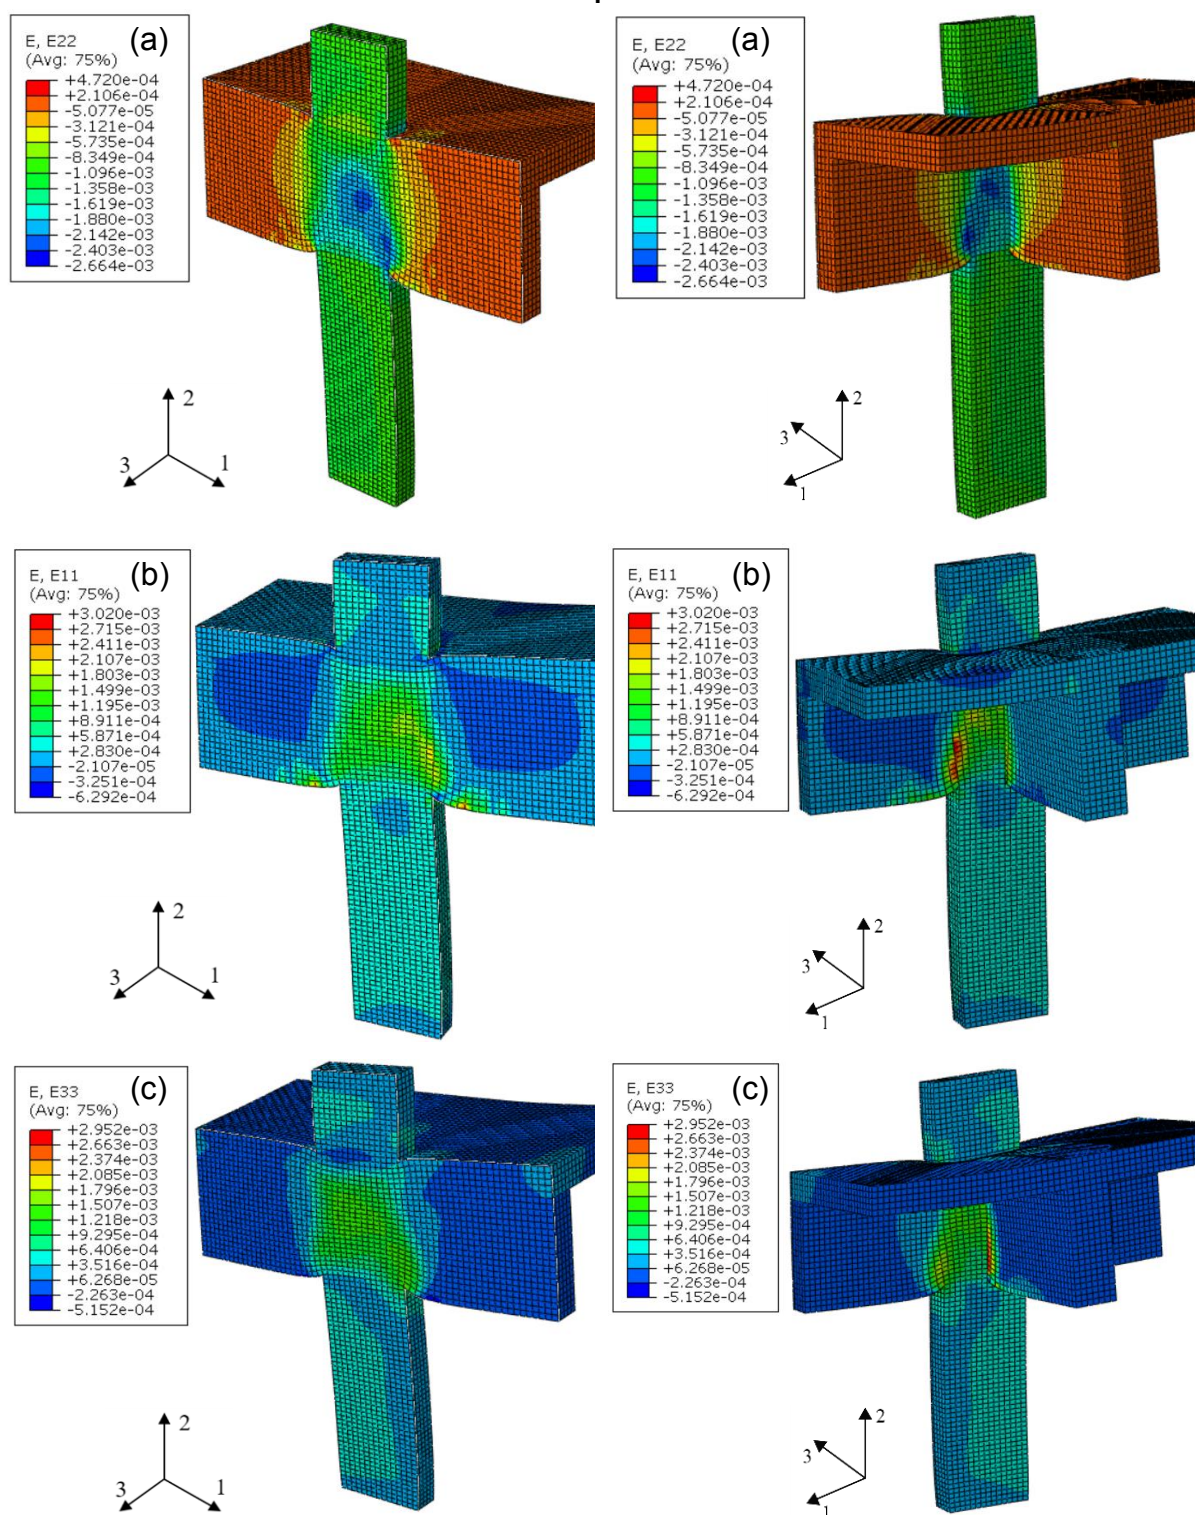 E, E22 (a)
(Avg: 75%)
+4.720e-04
+2.106e-04
-5.077e-05
-3.121e-04
-5.735e-04
-8.349e-04
-1.096e-03
-1.358e-03
-1.619e-03
-1.880e-03
-2.142e-03
-2.403e-03
-2.664e-03
2
3
1
E, E22 (a)
(Avg: 75%)
+4.720e-04
+2.106e-04
-5.077e-05
-3.121e-04
-5.735e-04
-8.349e-04
-1.096e-03
-1.358e-03
-1.619e-03
-1.880e-03
-2.142e-03
-2.403e-03
-2.664e-03
2
3
1
E, E11 (b)
(Avg: 75%)
+3.020e-03
+2.715e-03
+2.411e-03
+2.107e-03
+1.803e-03
+1.499e-03
+1.195e-03
+8.911e-04
+5.871e-04
+2.830e-04
-2.107e-05
-3.251e-04
-6.292e-04
2
3
1
E, E11 (b)
(Avg: 75%)
+3.020e-03
+2.715e-03
+2.411e-03
+2.107e-03
+1.803e-03
+1.499e-03
+1.195e-03
+8.911e-04
+5.871e-04
+2.830e-04
-2.107e-05
-3.251e-04
-6.292e-04
2
3
1
E, E33 (c)
(Avg: 75%)
+2.952e-03
+2.663e-03
+2.374e-03
+2.085e-03
+1.796e-03
+1.507e-03
+1.218e-03
+9.295e-04
+6.406e-04
+3.516e-04
+6.268e-05
-2.263e-04
-5.152e-04
2
3
1
E, E33 (c)
(Avg: 75%)
+2.952e-03
+2.663e-03
+2.374e-03
+2.085e-03
+1.796e-03
+1.507e-03
+1.218e-03
+9.295e-04
+6.406e-04
+3.516e-04
+6.268e-05
-2.263e-04
-5.152e-04
2
3
1